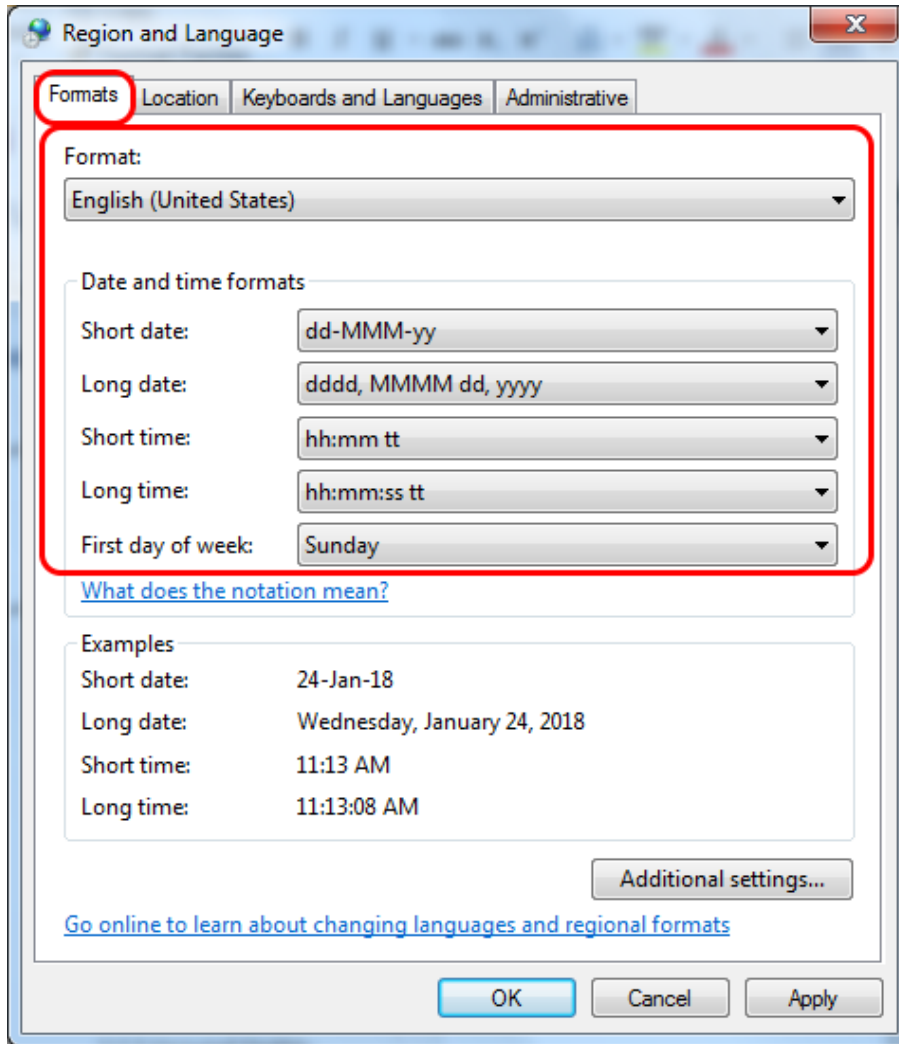 Region and Language
Formats Location Keyboards and Languages Administrative
Format:
English (United States)
Date and time formats
Short date: dd-MMM-yy
Long date: dddd, MMMM dd, yyyy
Short time: hh:mm tt
Long time: hh:mm:ss tt
First day of week: Sunday
What does the notation mean?
Examples
Short date: 24-Jan-18
Long date: Wednesday, January 24, 2018
Short time: 11:13 AM
Long time: 11:13:08 AM
Additional settings...
Go online to learn about changing languages and regional formats
OK Cancel Apply